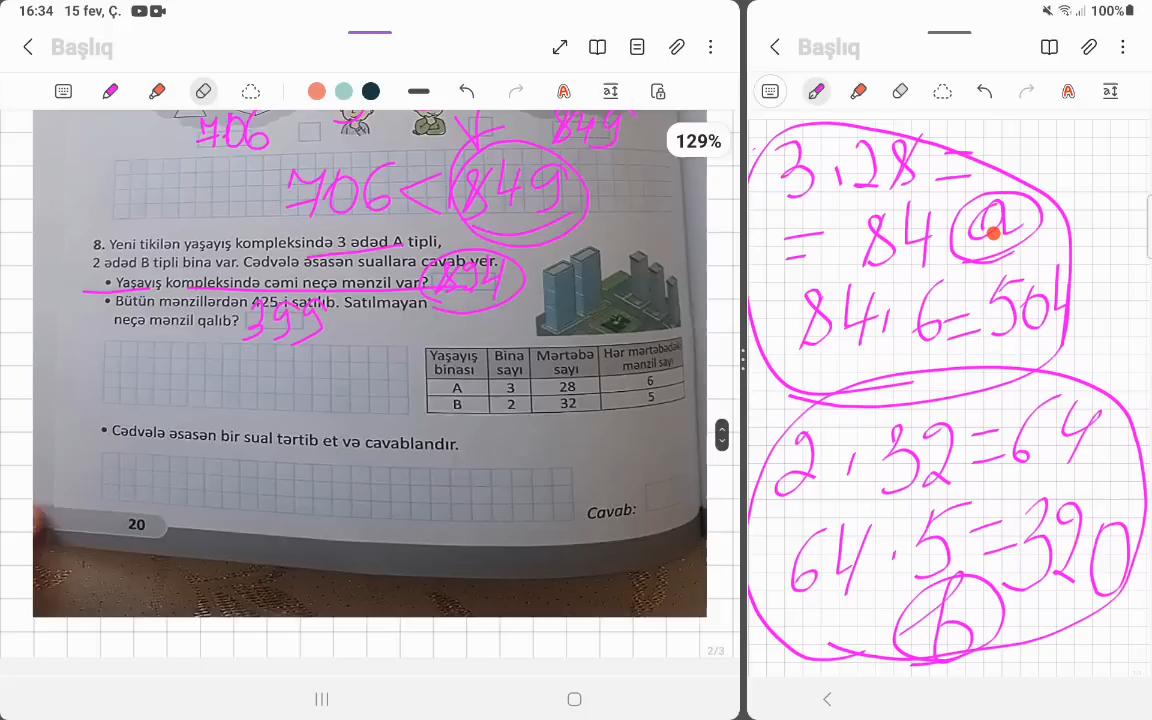 16:34 15 fev, Ç.
100%
Başlıq
Başlıq
129%
706
849
706 < 849
8. Yeni tikilən yaşayış kompleksində 3 ədəd A tipli,
2 ədəd B tipli bina var. Cədvələ əsasən suallara cavab ver.
• Yaşayış kompleksində cəmi neçə mənzil var? 894
• Bütün mənzillərdən 425-i satılıb. Satılmayan
neçə mənzil qalıb? 399
Yaşayış binası Bina sayı Mərtəbə sayı Hər mərtəbədəki mənzil sayı
A 3 28 6
B 2 32 5
• Cədvələ əsasən bir sual tərtib et və cavablandır.
Cavab:
20
2/3
3 · 28 =
= 84 a
84 · 6 = 504
2 · 32 = 64
64 · 5 = 320
b